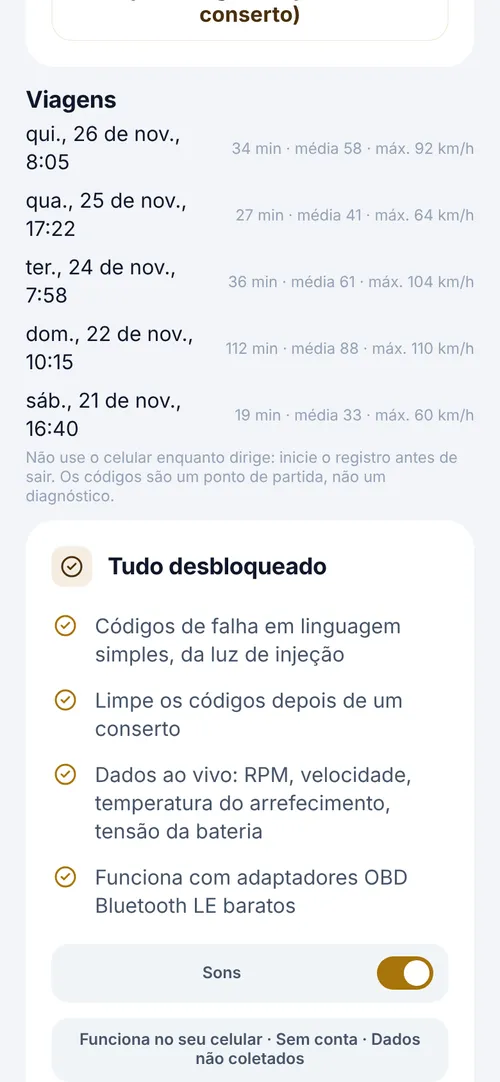 conserto)
Viagens
qui., 26 de nov.,
8:05
34 min · média 58 · máx. 92 km/h
qua., 25 de nov.,
17:22
27 min · média 41 · máx. 64 km/h
ter., 24 de nov.,
7:58
36 min · média 61 · máx. 104 km/h
dom., 22 de nov.,
10:15
112 min · média 88 · máx. 110 km/h
sáb., 21 de nov.,
16:40
19 min · média 33 · máx. 60 km/h
Não use o celular enquanto dirige: inicie o registro antes de
sair. Os códigos são um ponto de partida, não um
diagnóstico.
Tudo desbloqueado
Códigos de falha em linguagem
simples, da luz de injeção
Limpe os códigos depois de um
conserto
Dados ao vivo: RPM, velocidade,
temperatura do arrefecimento,
tensão da bateria
Funciona com adaptadores OBD
Bluetooth LE baratos
Sons
Funciona no seu celular · Sem conta · Dados
não coletados